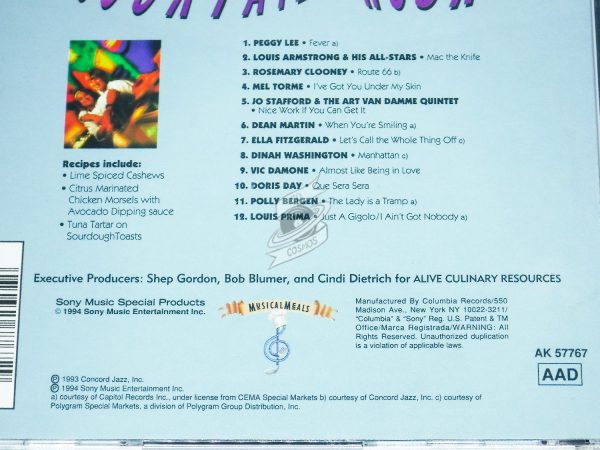 1. PEGGY LEE • Fever a)
2. LOUIS ARMSTRONG & HIS ALL-STARS • Mac the Knife
3. ROSEMARY CLOONEY • Route 66 b)
4. MEL TORME • I've Got You Under My Skin
5. JO STAFFORD & THE ART VAN DAMME QUINTET
• Nice Work If You Can Get It
6. DEAN MARTIN • When You're Smiling a)
7. ELLA FITZGERALD • Let's Call the Whole Thing Off c)
8. DINAH WASHINGTON • Manhattan c)
9. VIC DAMONE • Almost Like Being in Love
10. DORIS DAY • Que Sera Sera
11. POLLY BERGEN • The Lady is a Tramp a)
12. LOUIS PRIMA • Just A Gigolo/I Ain't Got Nobody a)
Recipes include:
• Lime Spiced Cashews
• Citrus Marinated
Chicken Morsels with
Avocado Dipping sauce
• Tuna Tartar on
SourdoughToasts
COSMOS
Executive Producers: Shep Gordon, Bob Blumer, and Cindi Dietrich for ALIVE CULINARY RESOURCES
Sony Music Special Products
© 1994 Sony Music Entertainment Inc.
MUSICALMEALS
Manufactured By Columbia Records/550
Madison Ave., New York NY 10022-3211/
"Columbia" & "Sony" Reg. U.S. Patent & TM
Office/Marca Registrada/WARNING: All
Rights Reserved. Unauthorized duplication
is a violation of applicable laws.
AK 57767
AAD
℗ 1993 Concord Jazz, Inc.
℗ 1994 Sony Music Entertainment Inc.
a) courtesy of Capitol Records Inc., under license from CEMA Special Markets b) courtesy of Concord Jazz, Inc. c) courtesy of
Polygram Special Markets, a division of Polygram Group Distribution, Inc.